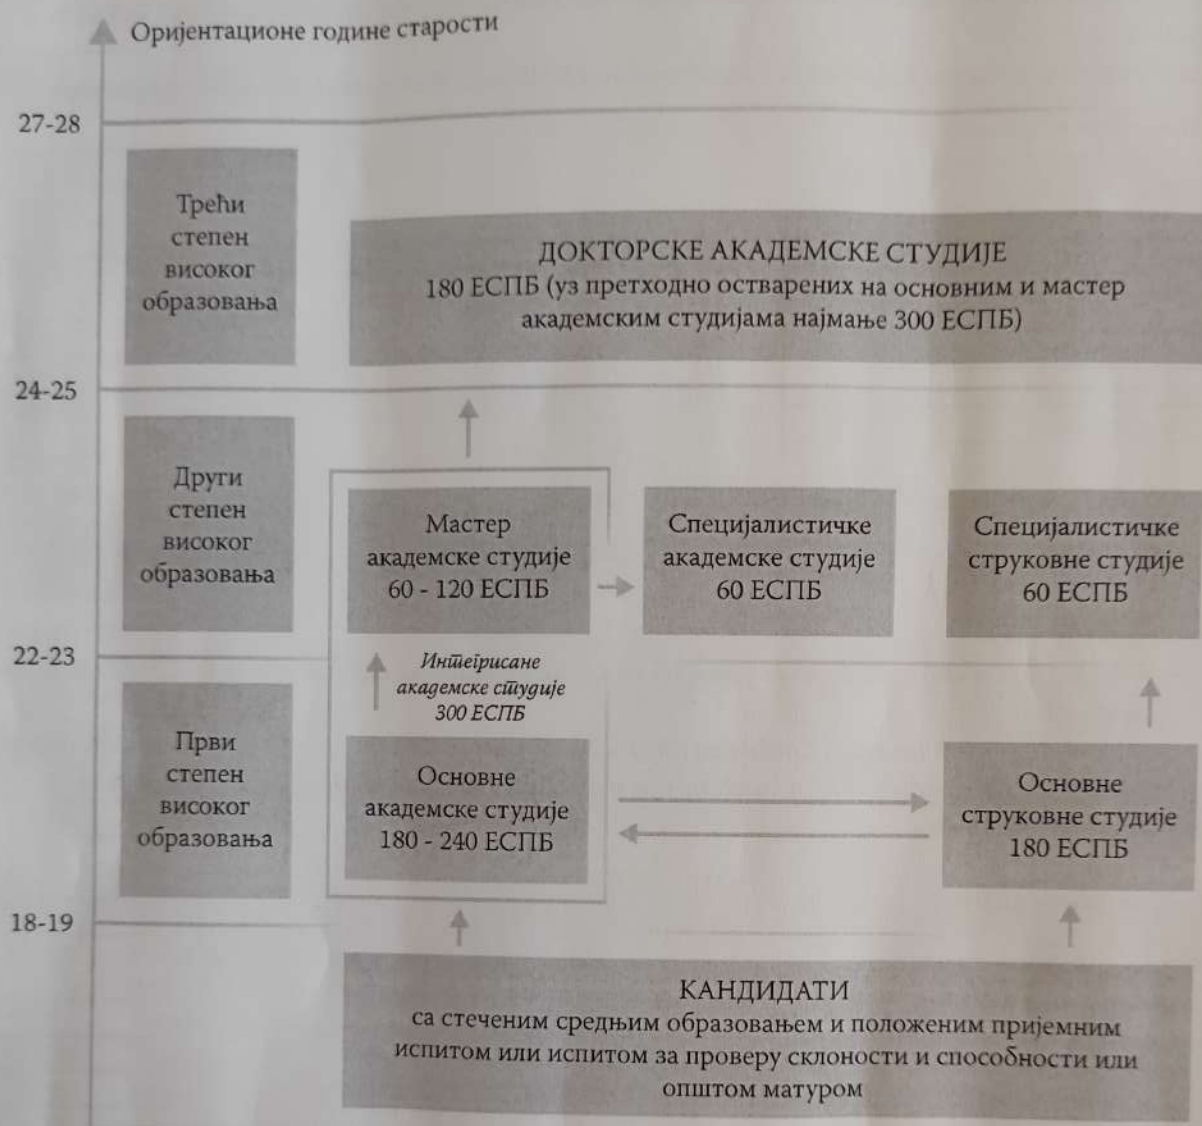 Оријентационе године старости
27-28
Трећи
степен
високог
образовања
ДОКТОРСКЕ АКАДЕМСКЕ СТУДИЈЕ
180 ЕСПБ (уз претходно остварених на основним и мастер
академским студијама најмање 300 ЕСПБ)
24-25
Други
степен
високог
образовања
Мастер
академске студије
60 - 120 ЕСПБ
Специјалистичке
академске студије
60 ЕСПБ
Специјалистичке
струковне студије
60 ЕСПБ
22-23
Интегрисане
академске студије
300 ЕСПБ
Први
степен
високог
образовања
Основне
академске студије
180 - 240 ЕСПБ
Основне
струковне студије
180 ЕСПБ
18-19
КАНДИДАТИ
са стеченим средњим образовањем и положеним пријемним
испитом или испитом за проверу склоности и способности или
општом матуром